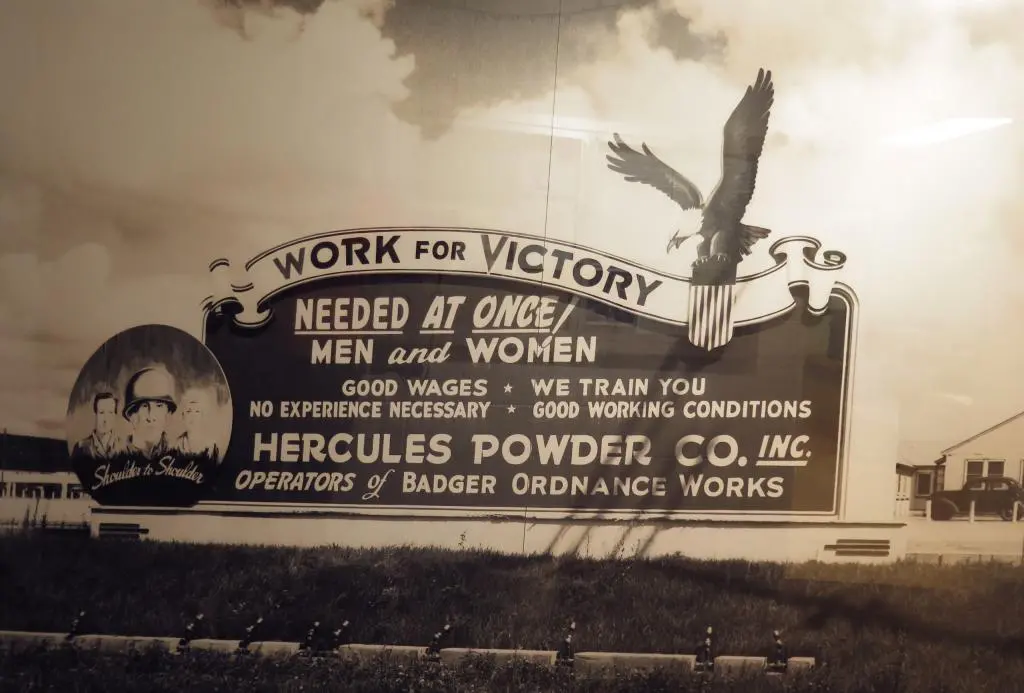 WORK FOR VICTORY
NEEDED AT ONCE!
MEN and WOMEN
GOOD WAGES ★ WE TRAIN YOU
NO EXPERIENCE NECESSARY ★ GOOD WORKING CONDITIONS
HERCULES POWDER CO. INC.
OPERATORS of BADGER ORDNANCE WORKS
Shoulder to Shoulder